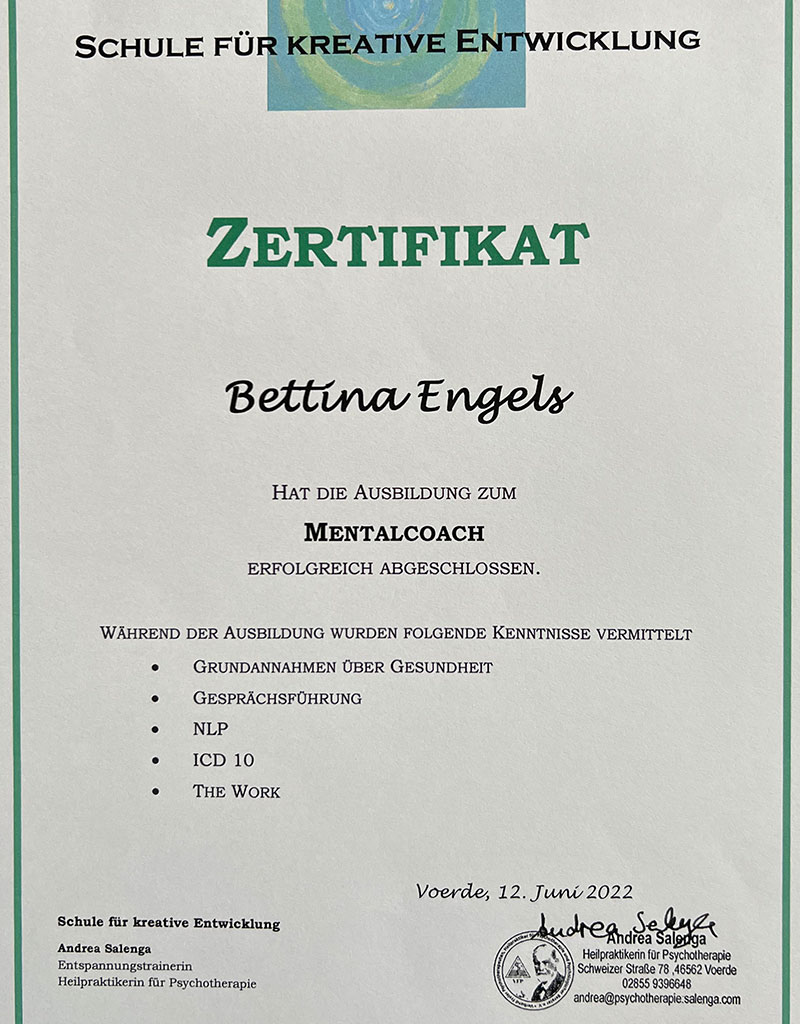 SCHULE FÜR KREATIVE ENTWICKLUNG
ZERTIFIKAT
Bettina Engels
HAT DIE AUSBILDUNG ZUM
MENTALCOACH
ERFOLGREICH ABGESCHLOSSEN.
WÄHREND DER AUSBILDUNG WURDEN FOLGENDE KENNTNISSE VERMITTELT
• GRUNDANNAHMEN ÜBER GESUNDHEIT
• GESPRÄCHSFÜHRUNG
• NLP
• ICD 10
• THE WORK
Voerde, 12. Juni 2022
Schule für kreative Entwicklung
Andrea Salenga
Entspannungstrainerin
Heilpraktikerin für Psychotherapie
Andrea Salenga
Andrea Salenga
Heilpraktikerin für Psychotherapie
Schweizer Straße 78 ,46562 Voerde
02855 9396648
andrea@psychotherapie.salenga.com